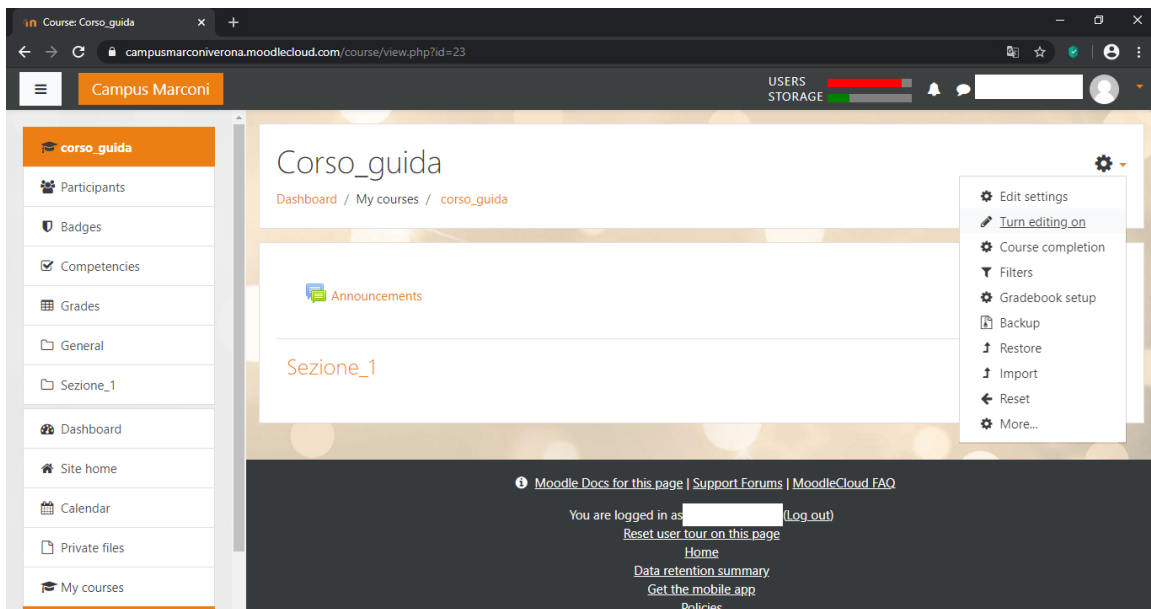 Course: Corso_guida
campusmarconiverona.moodlecloud.com/course/view.php?id=23
Campus Marconi
USERS
STORAGE
corso_guida
Participants
Badges
Competencies
Grades
General
Sezione_1
Dashboard
Site home
Calendar
Private files
My courses
Corso_guida
Dashboard / My courses / corso_guida
Edit settings
Turn editing on
Course completion
Filters
Gradebook setup
Backup
Restore
Import
Reset
More...
Announcements
Sezione_1
Moodle Docs for this page | Support Forums | MoodleCloud FAQ
You are logged in as (Log out)
Reset user tour on this page
Home
Data retention summary
Get the mobile app
Policies